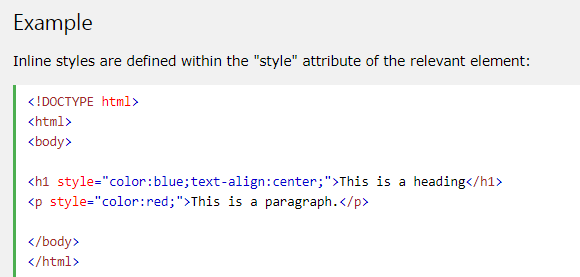 Example
Inline styles are defined within the "style" attribute of the relevant element:
<!DOCTYPE html>
<html>
<body>
<h1 style="color:blue;text-align:center;">This is a heading</h1>
<p style="color:red;">This is a paragraph.</p>
</body>
</html>